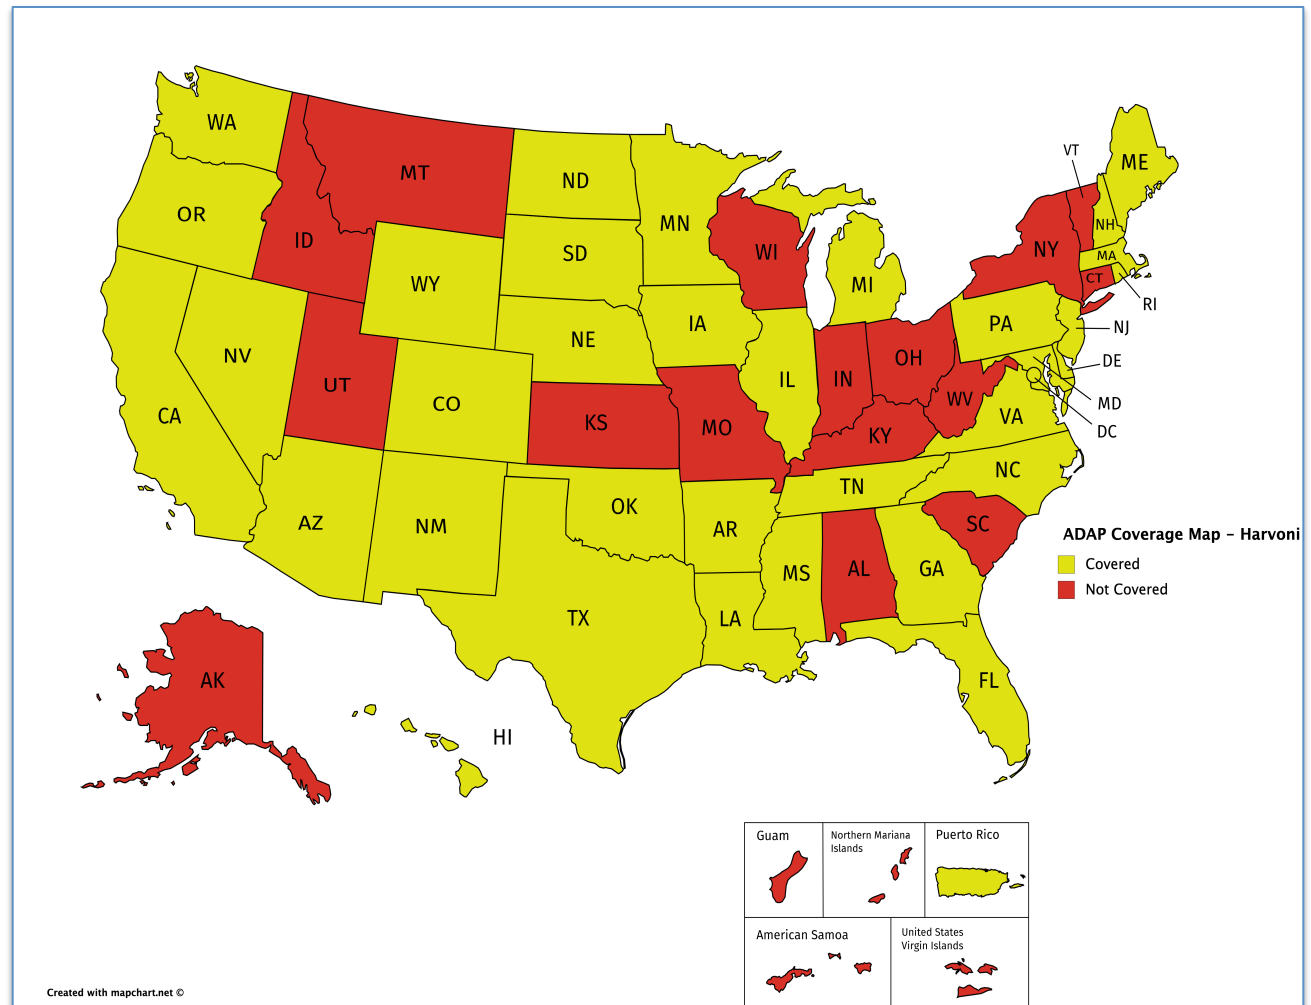 WA
MT
ND
MN
VT
ME
OR
ID
SD
WI
MI
NY
NH
MA
CT
RI
WY
NE
IA
PA
NJ
NV
UT
CO
IL
IN
OH
DE
CA
KS
MO
KY
WV
VA
MD
DC
AZ
NM
OK
AR
TN
NC
TX
LA
MS
AL
GA
SC
FL
AK
HI
ADAP Coverage Map – Harvoni
Covered
Not Covered
Guam
Northern Mariana
Islands
Puerto Rico
American Samoa
United States
Virgin Islands
Created with mapchart.net ©